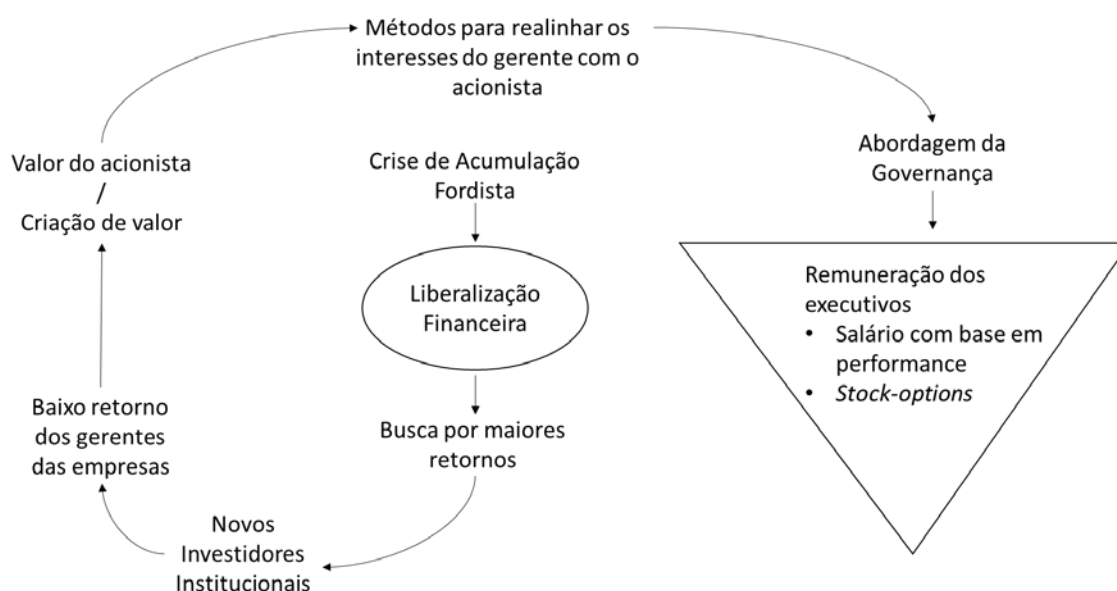 Métodos para realinhar os
interesses do gerente com o
acionista
Valor do acionista
/
Criação de valor
Crise de Acumulação
Fordista
Abordagem da
Governança
Liberalização
Financeira
Remuneração dos
executivos
• Salário com base em
performance
• Stock-options
Baixo retorno
dos gerentes
das empresas
Busca por maiores
retornos
Novos
Investidores
Institucionais